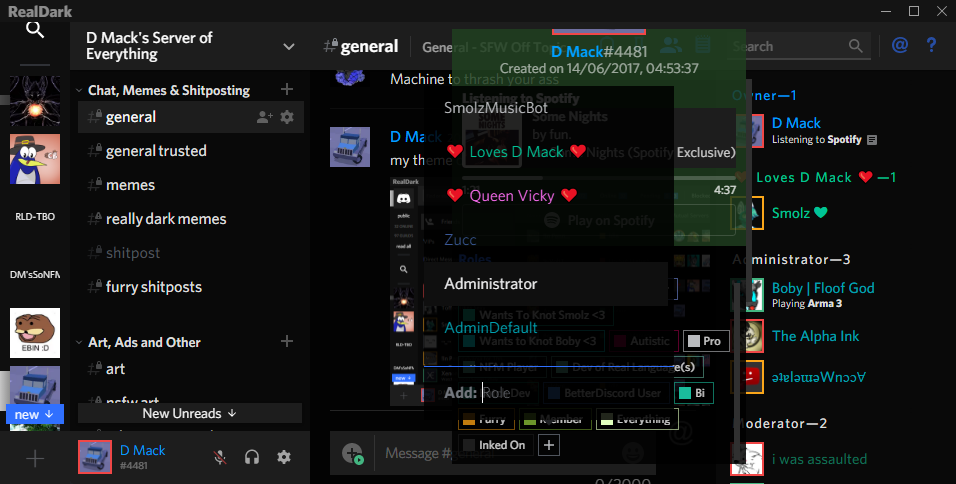 RealDark
D Mack's Server of
Everything
Chat, Memes & Shitposting
general
general trusted
memes
really dark memes
shitpost
furry shitposts
Art, Ads and Other
art
nsfw art
New Unreads ↓
RLD-TBO
DM'sSoNFM
EBIN :D
new ↓
D Mack
#4481
general
General - SFW Off To
Search
Machine to thrash your ass
D Mack
my theme
RealDark
public
read all
RLD-TBO
new ↓
Message #general
0/2000
D Mack#4481
Created on 14/06/2017, 04:53:37
Listening to Spotify
Some Nights
by fun.
Nights (Spotify Exclusive)
4:37
Play on Spotify
Roles
SmolzMusicBot
❤ Loves D Mack ❤
❤ Queen Vicky ❤
Zucc
Administrator
AdminDefault
Wants To Knot Smolz <3
Wants to Knot Boby <3
Autistic
Pro
NFM Player
Dev of Real Language(s)
Dev
BetterDiscord User
Bi
Add: Role
Furry
Member
Everything
Inked On
+
Owner—1
D Mack
Listening to Spotify
Loves D Mack ❤—1
Smolz
Administrator—3
Boby | Floof God
Playing Arma 3
The Alpha Ink
Moderator—2
i was assaulted